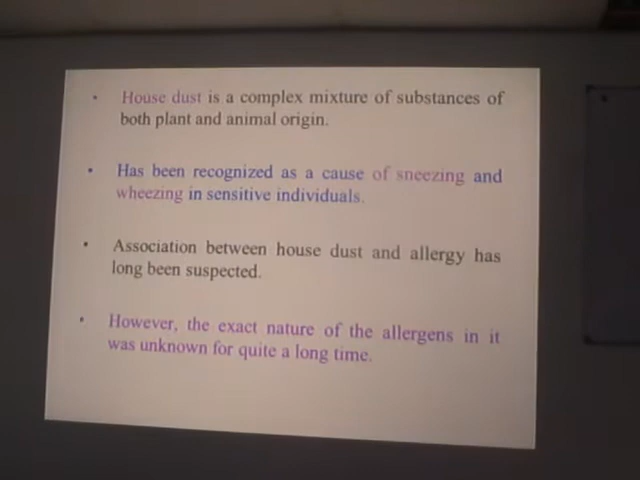 • House dust is a complex mixture of substances of
both plant and animal origin.
• Has been recognized as a cause of sneezing and
wheezing in sensitive individuals.
• Association between house dust and allergy has
long been suspected.
• However, the exact nature of the allergens in it
was unknown for quite a long time.